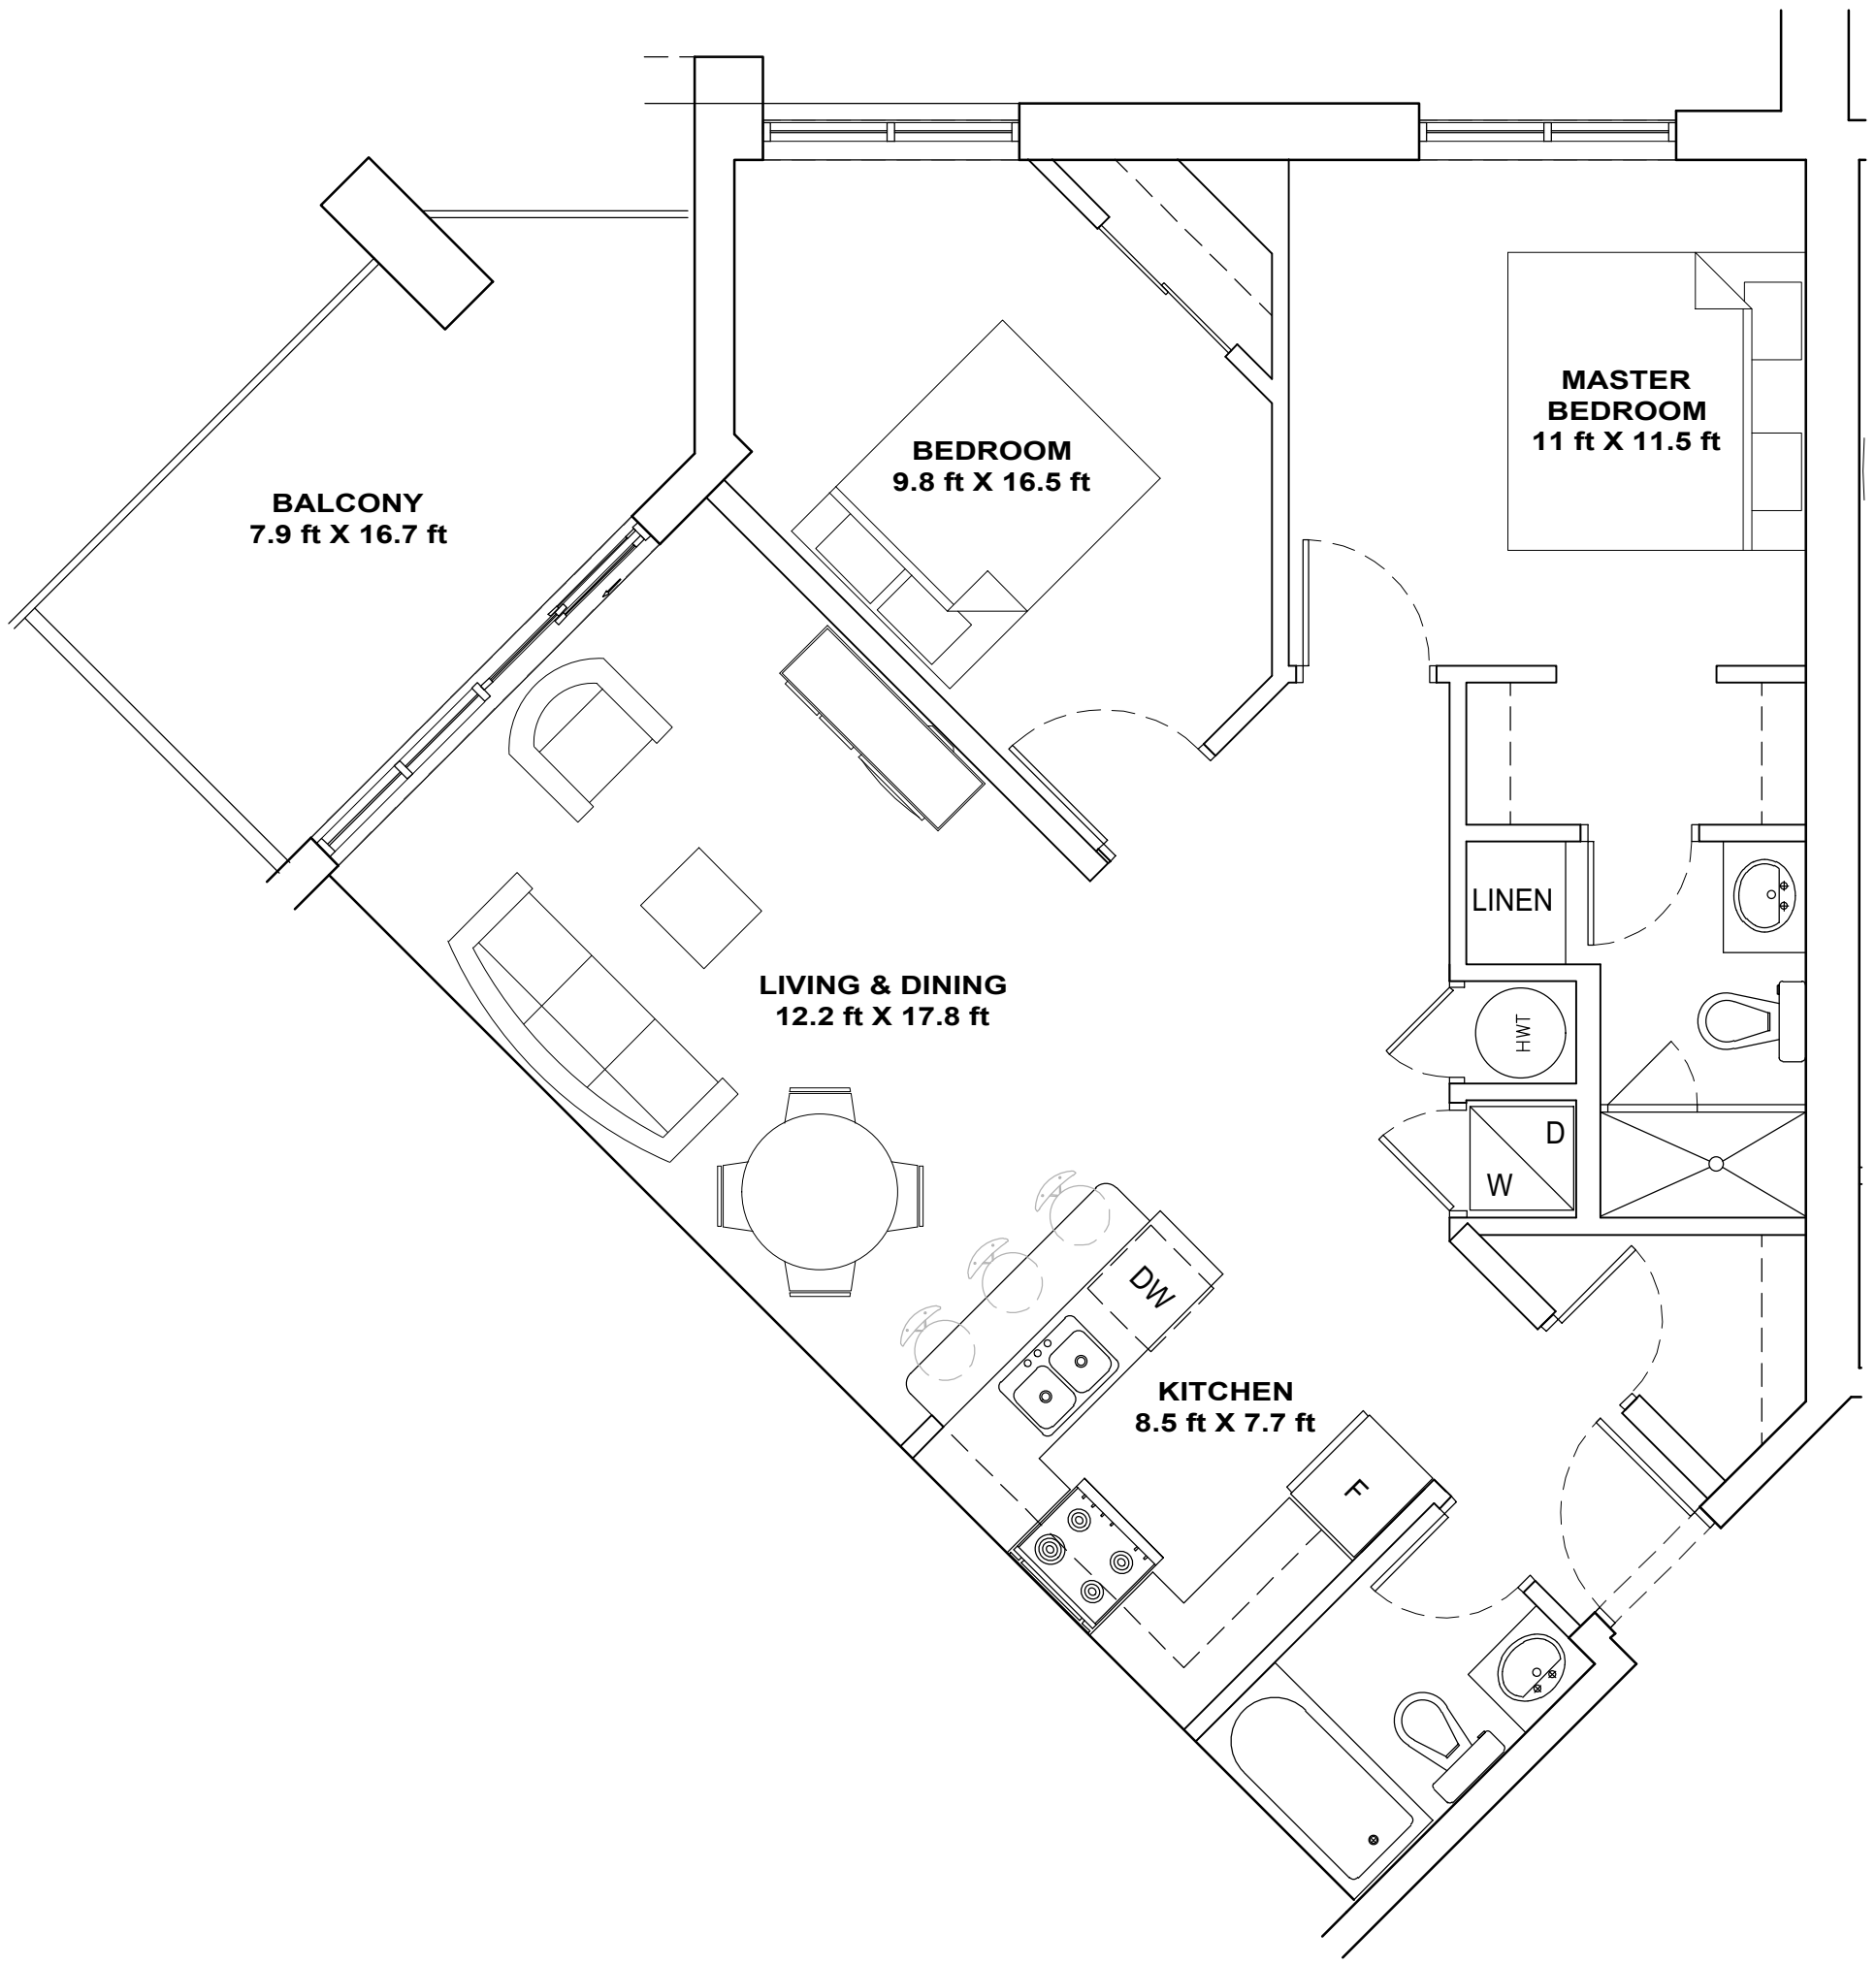 MASTER
BEDROOM
11 ft X 11.5 ft
BEDROOM
9.8 ft X 16.5 ft
BALCONY
7.9 ft X 16.7 ft
LINEN
LIVING & DINING
12.2 ft X 17.8 ft
HWT
D
W
DW
KITCHEN
8.5 ft X 7.7 ft
F